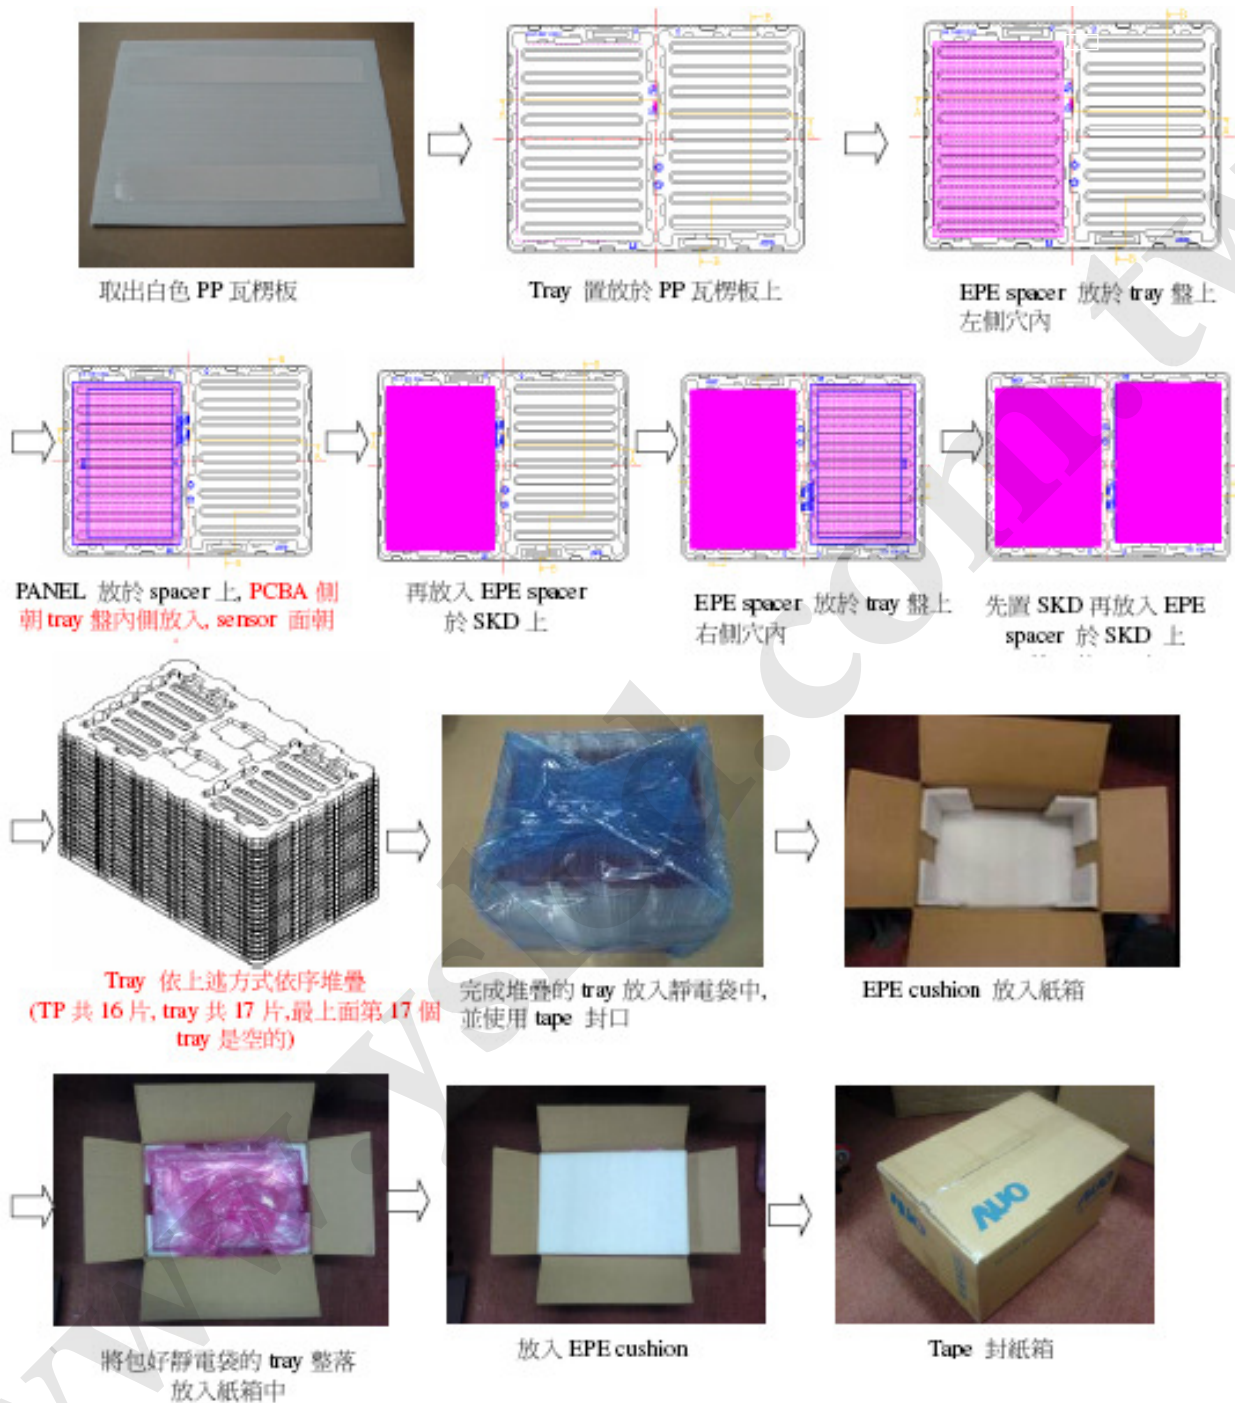 取出白色 PP 瓦楞板
Tray 置放於 PP 瓦楞板上
EPE spacer 放於 tray 盤上
左側穴內
PANEL 放於 spacer 上, PCBA 側
朝 tray 盤內側放入, sensor 面朝
再放入 EPE spacer
於 SKD 上
EPE spacer 放於 tray 盤上
右側穴內
先置 SKD 再放入 EPE
spacer 於 SKD 上
Tray 依上述方式依序堆疊
(TP 共 16 片, tray 共 17 片,最上面第 17 個
tray 是空的)
完成堆疊的 tray 放入靜電袋中,
並使用 tape 封口
EPE cushion 放入紙箱
將包好靜電袋的 tray 整落
放入紙箱中
放入 EPE cushion
AUO
AUO
Tape 封紙箱